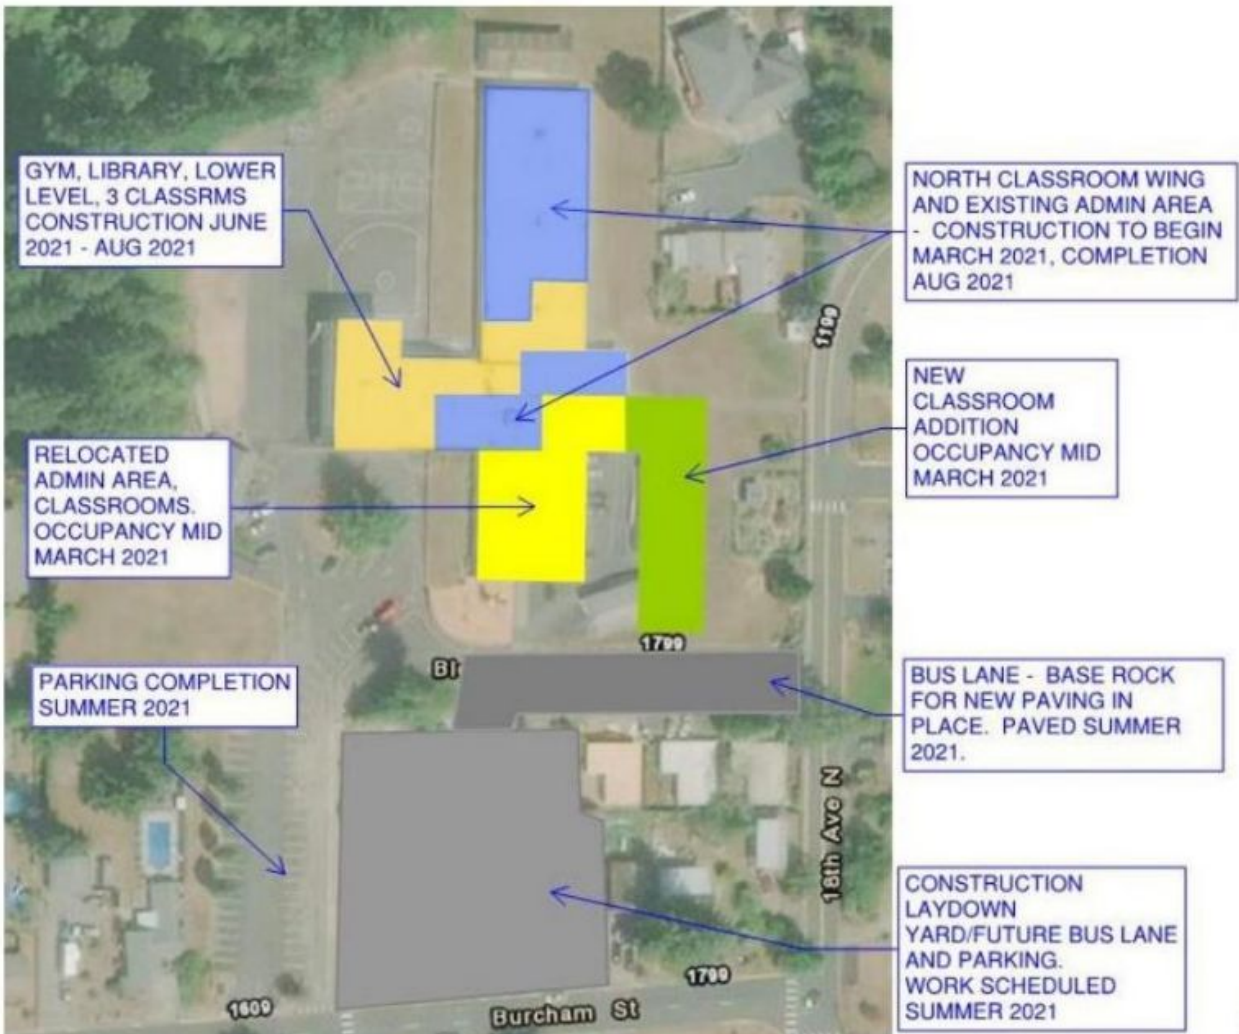 GYM, LIBRARY, LOWER
LEVEL, 3 CLASSRMS
CONSTRUCTION JUNE
2021 - AUG 2021
NORTH CLASSROOM WING
AND EXISTING ADMIN AREA
- CONSTRUCTION TO BEGIN
MARCH 2021, COMPLETION
AUG 2021
1199
NEW
CLASSROOM
ADDITION
OCCUPANCY MID
MARCH 2021
RELOCATED
ADMIN AREA,
CLASSROOMS.
OCCUPANCY MID
MARCH 2021
1799
Bl
PARKING COMPLETION
SUMMER 2021
BUS LANE - BASE ROCK
FOR NEW PAVING IN
PLACE. PAVED SUMMER
2021.
18th Ave N
CONSTRUCTION
LAYDOWN
YARD/FUTURE BUS LANE
AND PARKING.
WORK SCHEDULED
SUMMER 2021
1799
1609
Burcham St